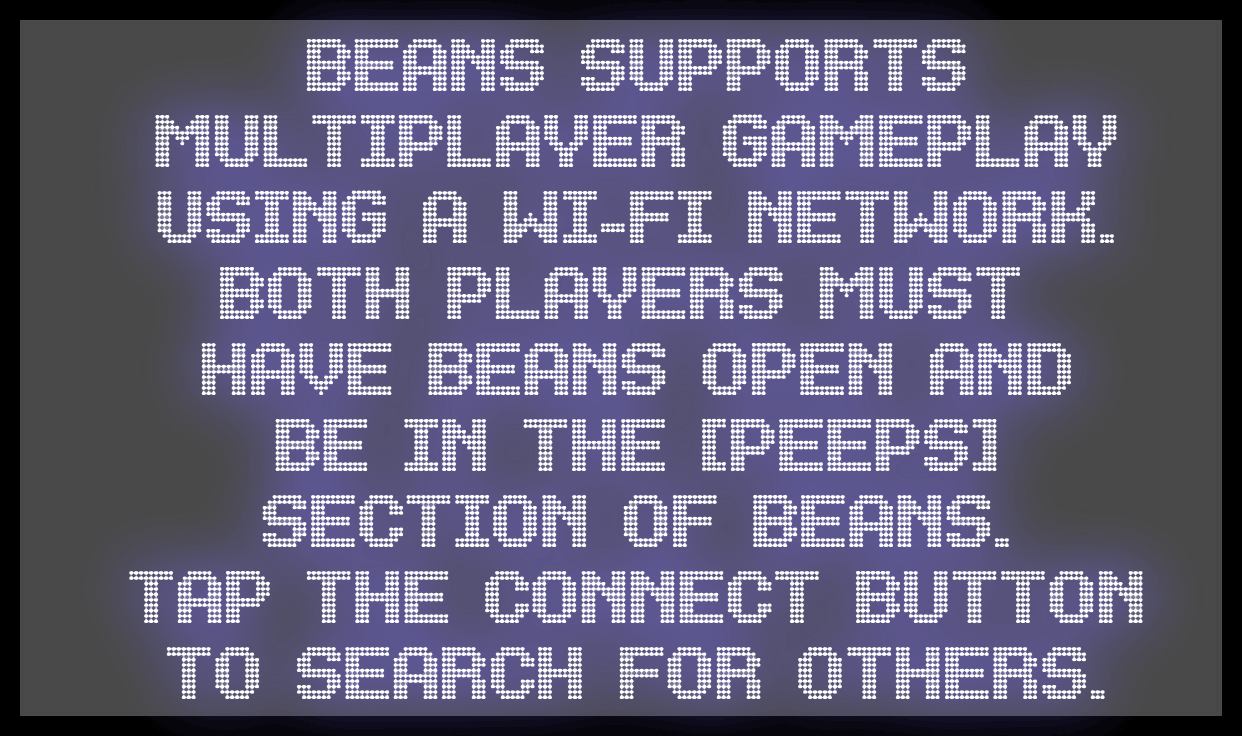 BEANS SUPPORTS
MULTIPLAYER GAMEPLAY
USING A WI-FI NETWORK.
BOTH PLAYERS MUST
HAVE BEANS OPEN AND
BE IN THE [PEEPS]
SECTION OF BEANS.
TAP THE CONNECT BUTTON
TO SEARCH FOR OTHERS.